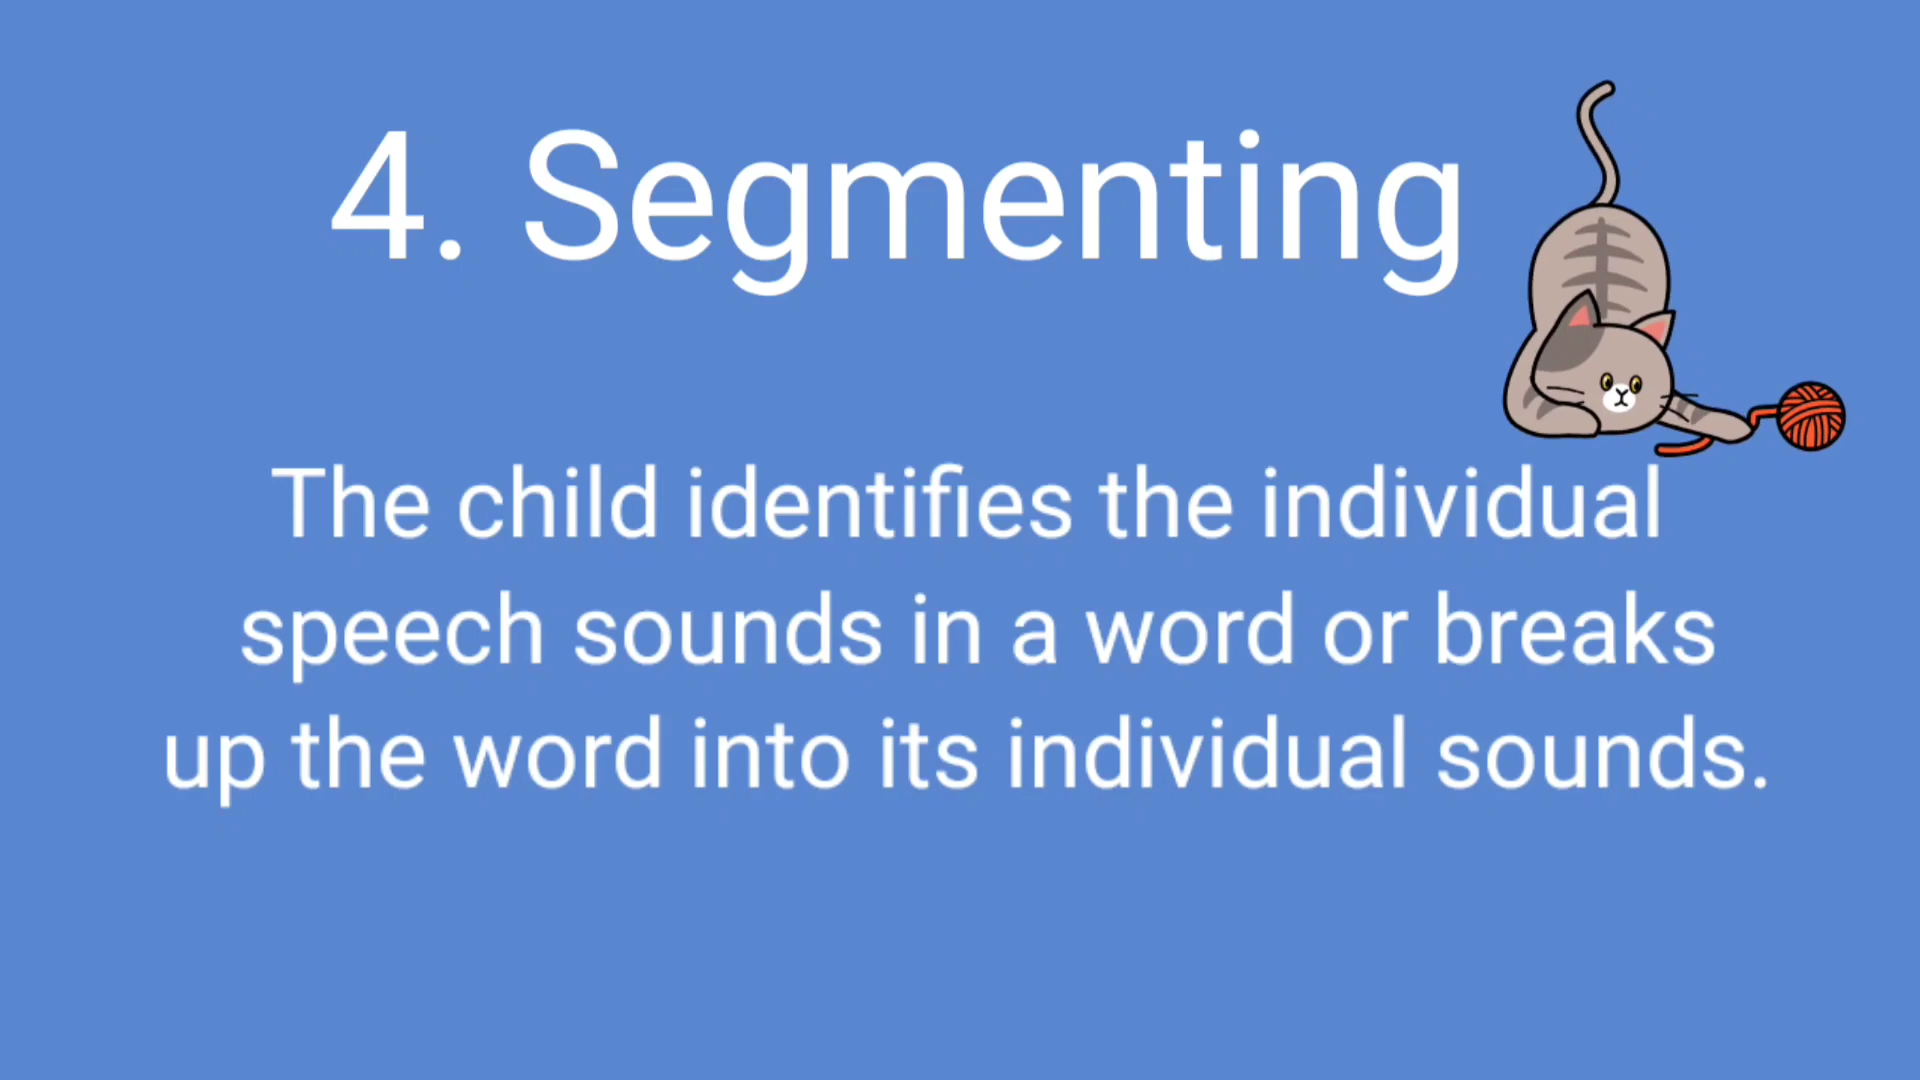 4. Segmenting
The child identifies the individual
speech sounds in a word or breaks
up the word into its individual sounds.